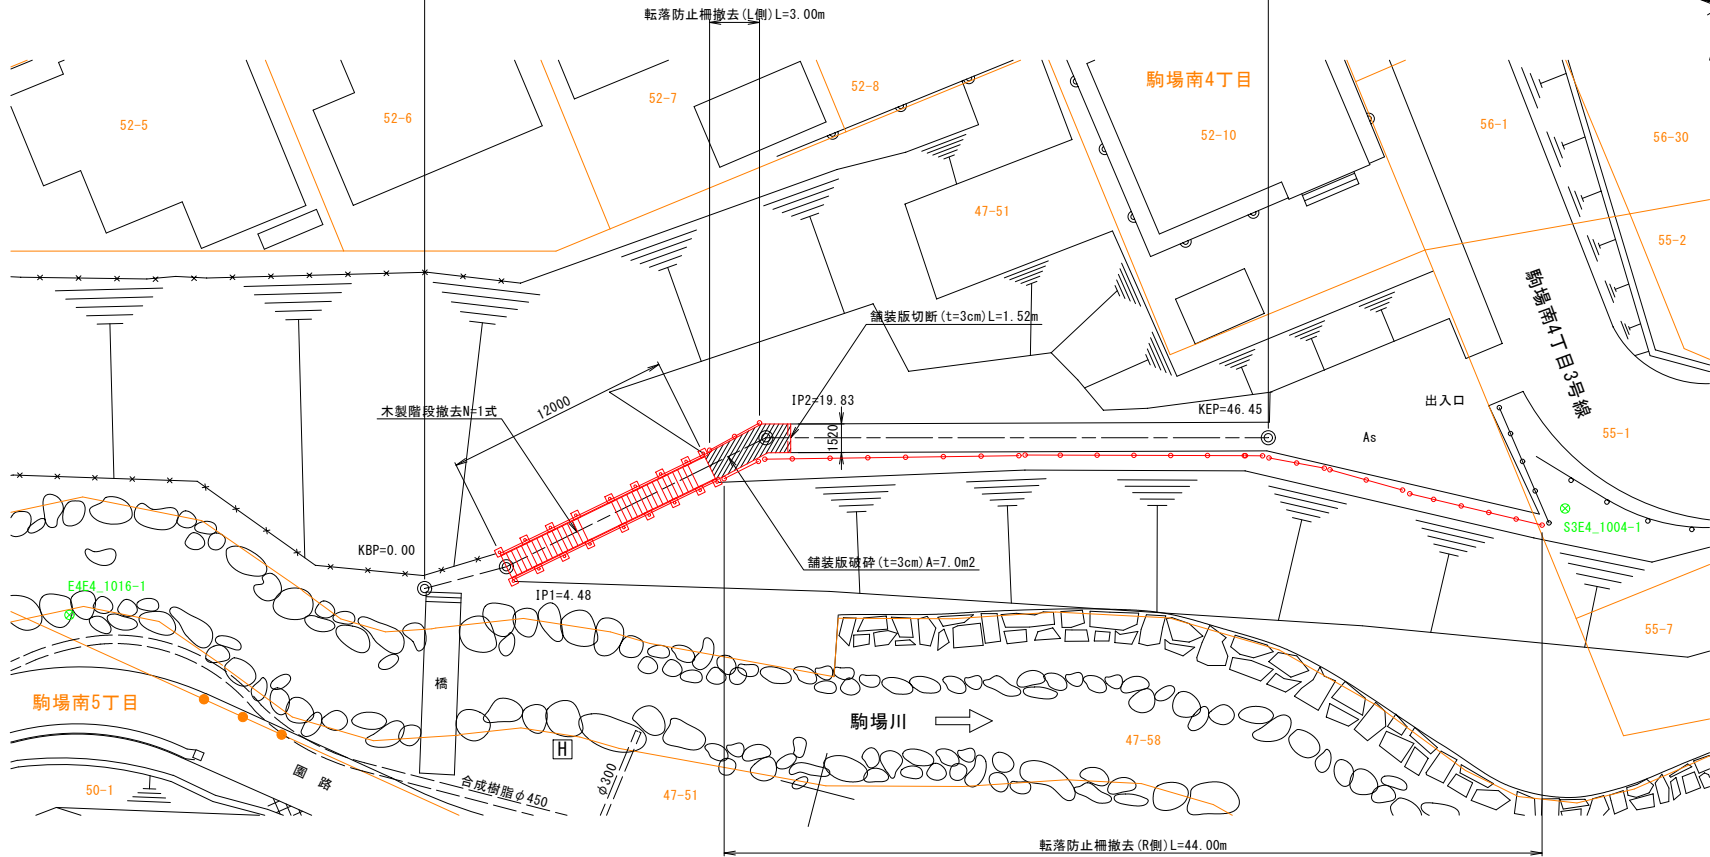 転落防止柵撤去(L側)L=3.00m
52-5
52-6
52-7
52-8
駒場南4丁目
52-10
56-1
56-30
47-51
55-2
駒場南4丁目3号線
舗装版切断(t=3cm)L=1.52m
木製階段撤去N=1式
12000
IP2=19.83
1520
KEP=46.45
出入口
As
55-1
S3E4_1004-1
KBP=0.00
舗装版破砕(t=3cm)A=7.0m2
E4E4_1016-1
IP1=4.48
55-7
橋
駒場南5丁目
駒場川
47-58
H
園路
50-1
合成樹脂φ450
φ300
47-51
転落防止柵撤去(R側)L=44.00m